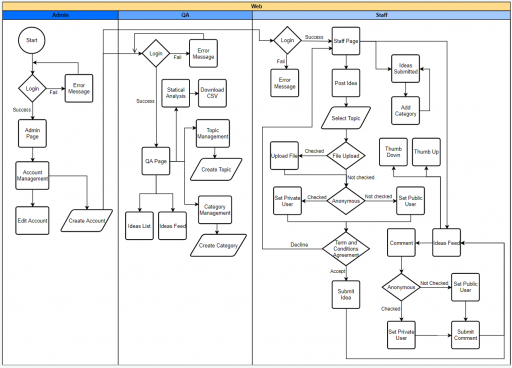 Web
Admin
QA
Staff
Start
Login
Fail
Error
Message
Success
Admin
Page
Account
Management
Edit Account
Create Account
Login
Fail
Error
Message
Success
Statical
Analysis
Download
CSV
QA Page
Topic
Management
Create Topic
Category
Management
Create Category
Ideas List
Ideas Feed
Login
Success
Fail
Error
Message
Staff Page
Ideas
Submitted
Add
Category
Post Idea
Select Topic
File Upload
Checked
Upload File
Not checked
Thumb
Down
Thumb Up
Anonymous
Checked
Set Private
User
Not checked
Set Public
User
Term and
Conditions
Agreement
Decline
Accept
Submit
Idea
Comment
Ideas Feed
Anonymous
Not Checked
Set Public
User
Checked
Set Private
User
Submit
Comment